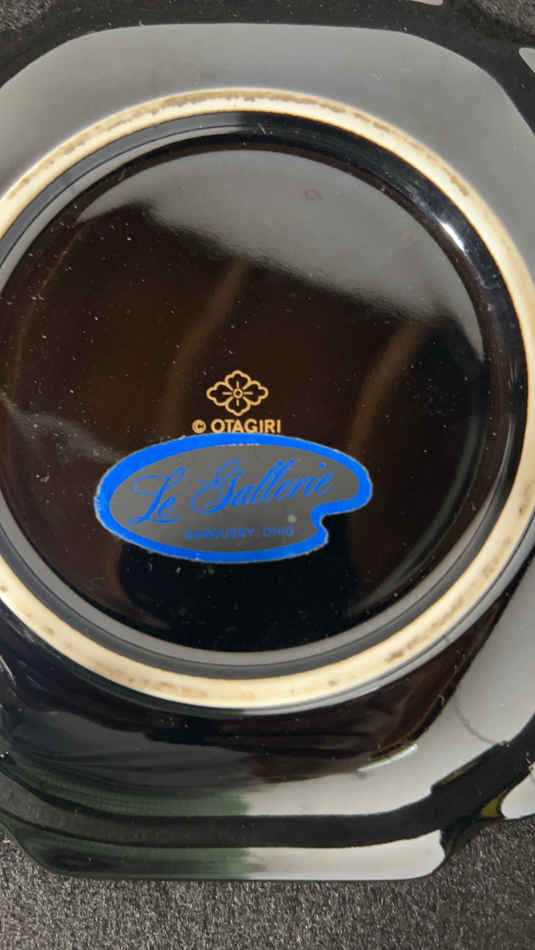 © OTAGIRI
Le Gallerie
SANDUSKY, OHIO